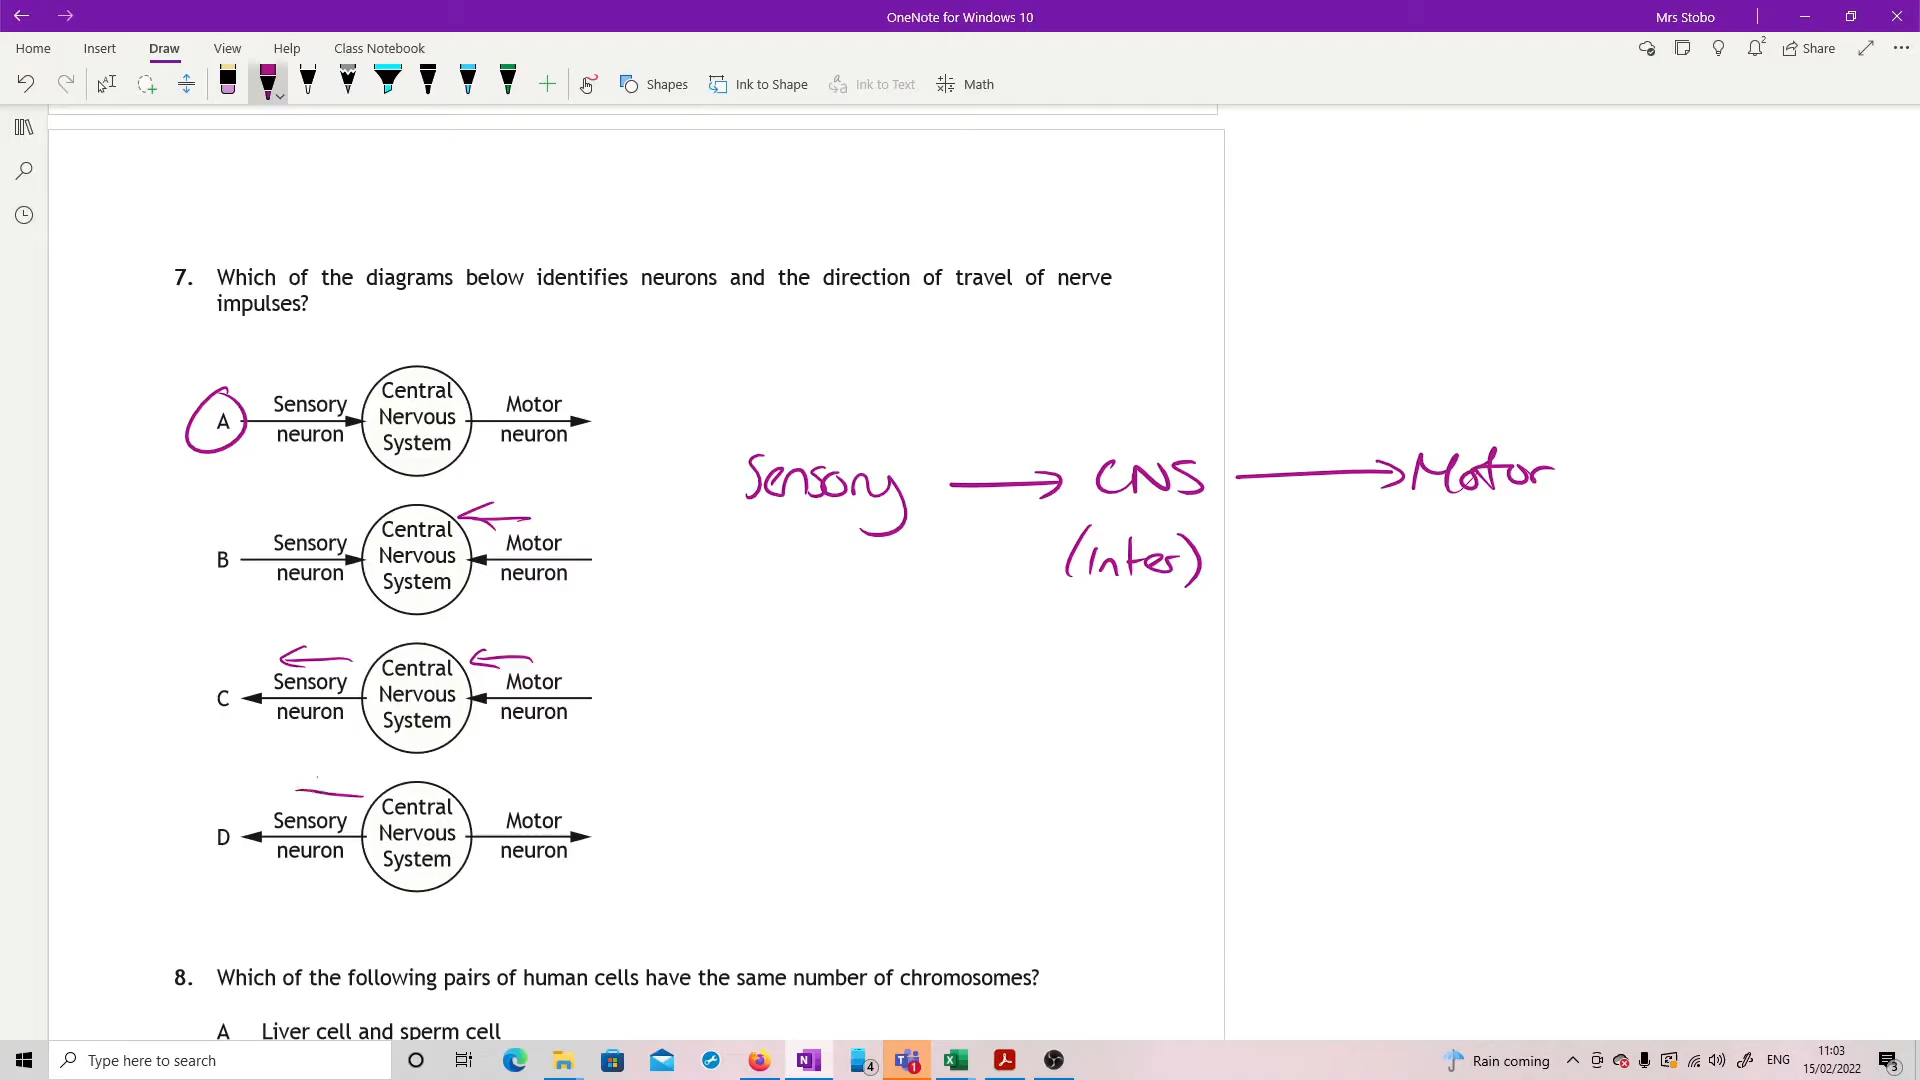 OneNote for Windows 10
Mrs Stobo
Home Insert Draw View Help Class Notebook
2
Share
Shapes Ink to Shape Ink to Text Math
7. Which of the diagrams below identifies neurons and the direction of travel of nerve
impulses?
A Sensory neuron Central Nervous System Motor neuron
B Sensory neuron Central Nervous System Motor neuron
C Sensory neuron Central Nervous System Motor neuron
D Sensory neuron Central Nervous System Motor neuron
Sensory CNS Motor
(Inter)
8. Which of the following pairs of human cells have the same number of chromosomes?
A Liver cell and sperm cell
Type here to search
4
1
Rain coming
ENG
11:03
15/02/2022
3